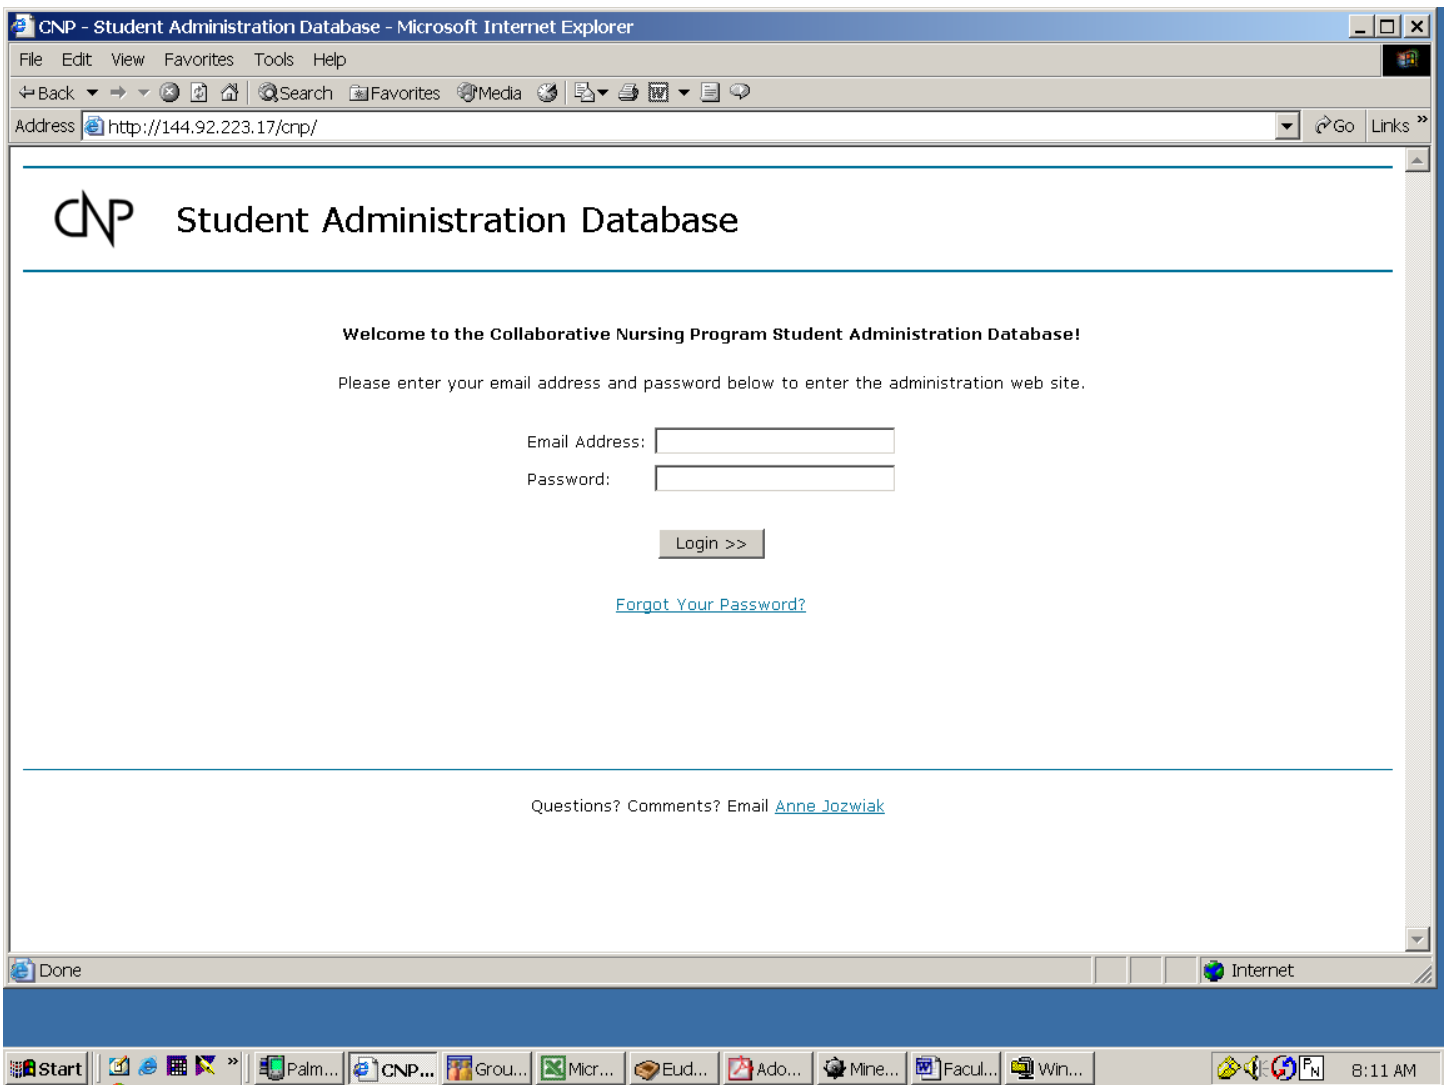 CNP - Student Administration Database - Microsoft Internet Explorer
File Edit View Favorites Tools Help
Back Search Favorites Media
Address http://144.92.223.17/cnp/ Go Links »
CNP Student Administration Database
Welcome to the Collaborative Nursing Program Student Administration Database!
Please enter your email address and password below to enter the administration web site.
Email Address:
Password:
Login >>
Forgot Your Password?
Questions? Comments? Email Anne Jozwiak
Done Internet
Start » Palm... CNP... Grou... Micr... Eud... Ado... Mine... Facul... Win... PN 8:11 AM